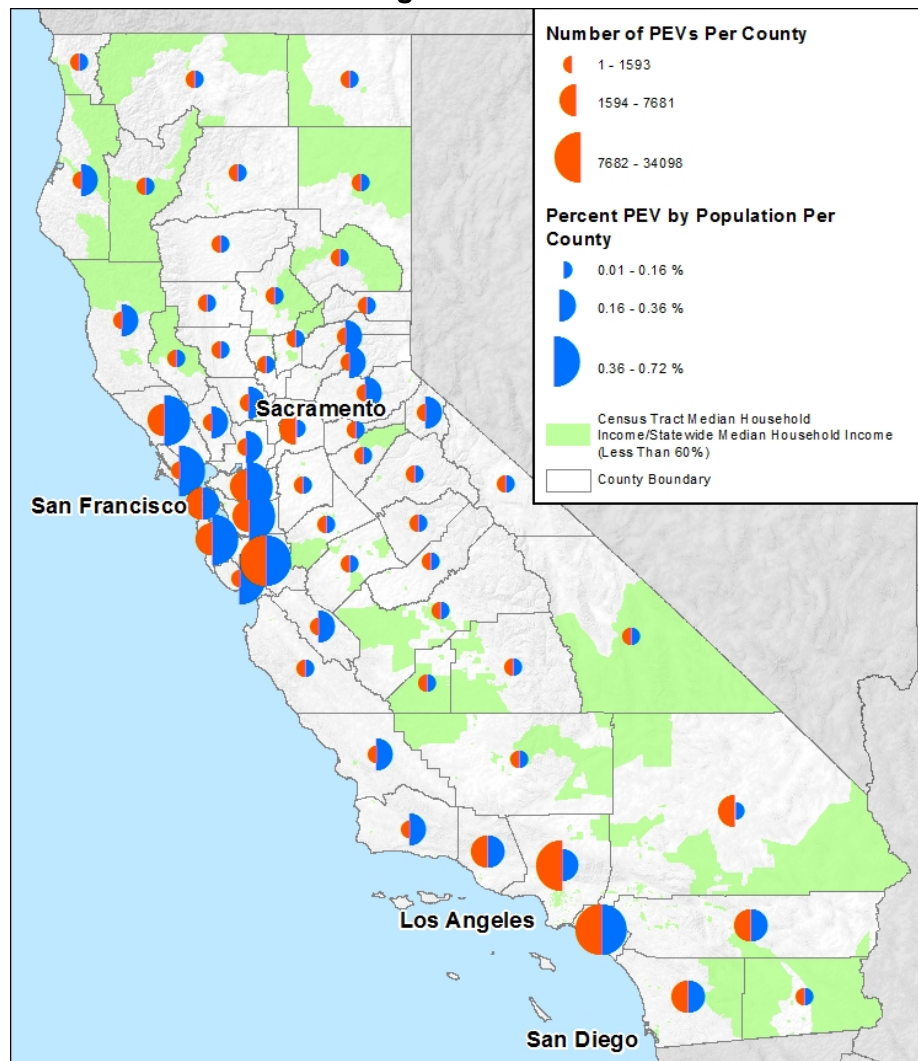 Number of PEVs Per County
1 - 1593
1594 - 7681
7682 - 34098
Percent PEV by Population Per
County
0.01 - 0.16 %
0.16 - 0.36 %
0.36 - 0.72 %
Census Tract Median Household
Income/Statewide Median Household Income
(Less Than 60%)
County Boundary
Sacramento
San Francisco
Los Angeles
San Diego